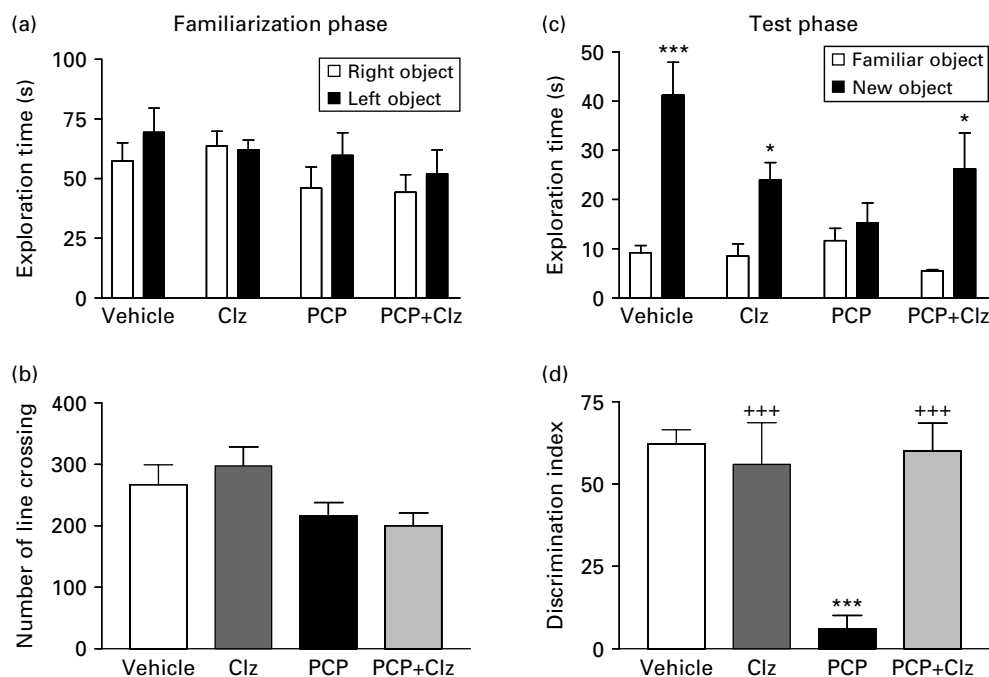 (a) Familiarization phase
Exploration time (s)
100
75
50
25
0
Right object
Left object
Vehicle Clz PCP PCP+Clz
(b)
Number of line crossing
400
300
200
100
0
Vehicle Clz PCP PCP+Clz
(c) Test phase
Exploration time (s)
50
40
30
20
10
0
Familiar object
New object
*** * *
Vehicle Clz PCP PCP+Clz
(d)
Discrimination index
75
50
25
0
+++ *** +++
Vehicle Clz PCP PCP+Clz